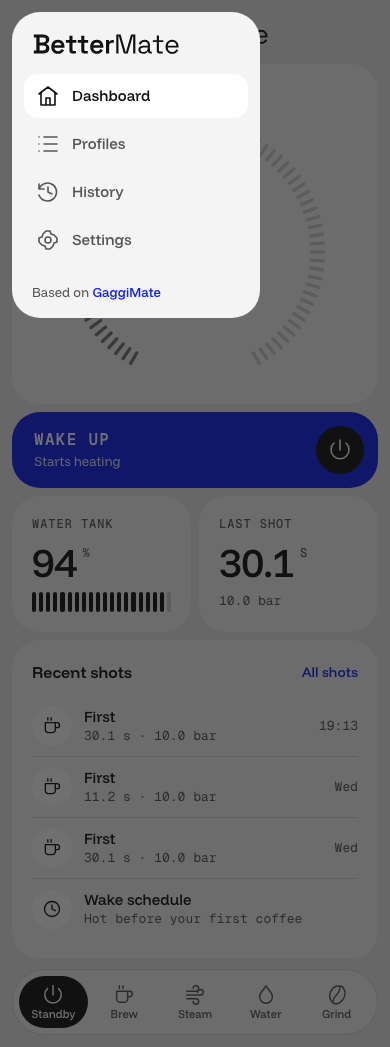 BetterMate
e
Dashboard
Profiles
History
Settings
Based on GaggiMate
WAKE UP
Starts heating
WATER TANK
94 %
LAST SHOT
30.1 S
10.0 bar
Recent shots
All shots
First
30.1 s · 10.0 bar
19:13
First
11.2 s · 10.0 bar
Wed
First
30.1 s · 10.0 bar
Wed
Wake schedule
Hot before your first coffee
Standby
Brew
Steam
Water
Grind